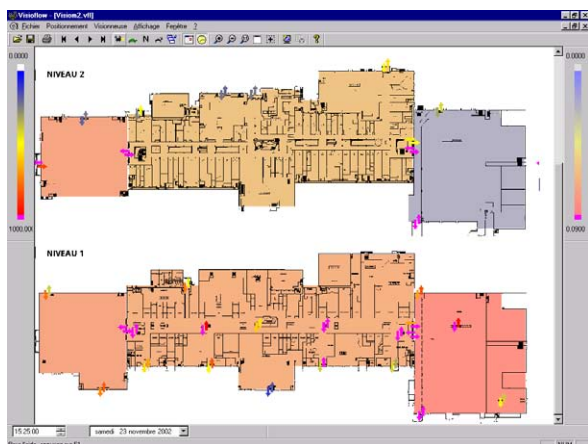 Visioflow - [Vision2.vfl]
Fichier Positionnement Visionneuse Affichage Fenêtre ?
0.0000
0.0000
NIVEAU 2
1000.000
0.0900
NIVEAU 1
15:25:00
samedi 23 novembre 2002